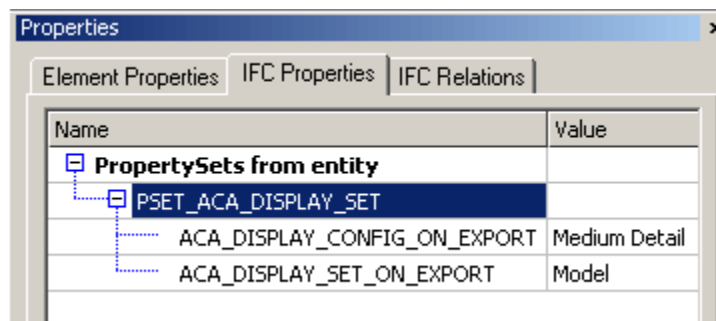 Properties
Element Properties IFC Properties IFC Relations
Name Value
PropertySets from entity
PSET_ACA_DISPLAY_SET
ACA_DISPLAY_CONFIG_ON_EXPORT Medium Detail
ACA_DISPLAY_SET_ON_EXPORT Model